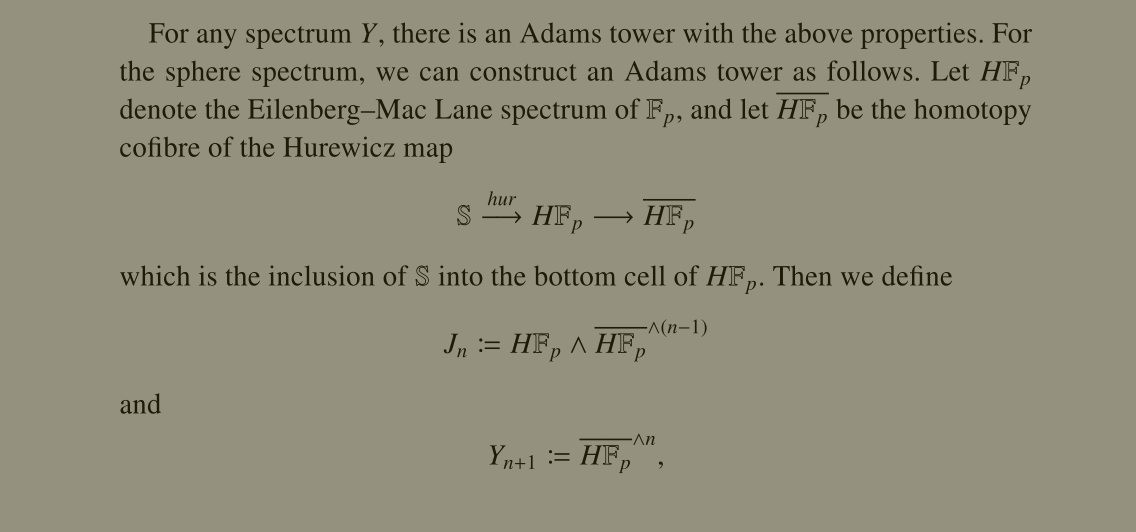 For any spectrum Y, there is an Adams tower with the above properties. For
the sphere spectrum, we can construct an Adams tower as follows. Let H𝔽_p
denote the Eilenberg–Mac Lane spectrum of 𝔽_p, and let \overline{H𝔽_p} be the homotopy
cofibre of the Hurewicz map
𝕊 \xrightarrow{hur} H𝔽_p ⟶ \overline{H𝔽_p}
which is the inclusion of 𝕊 into the bottom cell of H𝔽_p. Then we define
J_n := H𝔽_p ∧ \overline{H𝔽_p}^{∧(n−1)}
and
Y_{n+1} := \overline{H𝔽_p}^{∧n},